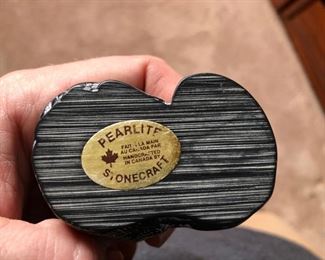 PEARLITE
FAIT À LA MAIN
AU CANADA PAR
HANDCRAFTED
IN CANADA BY
STONECRAFT